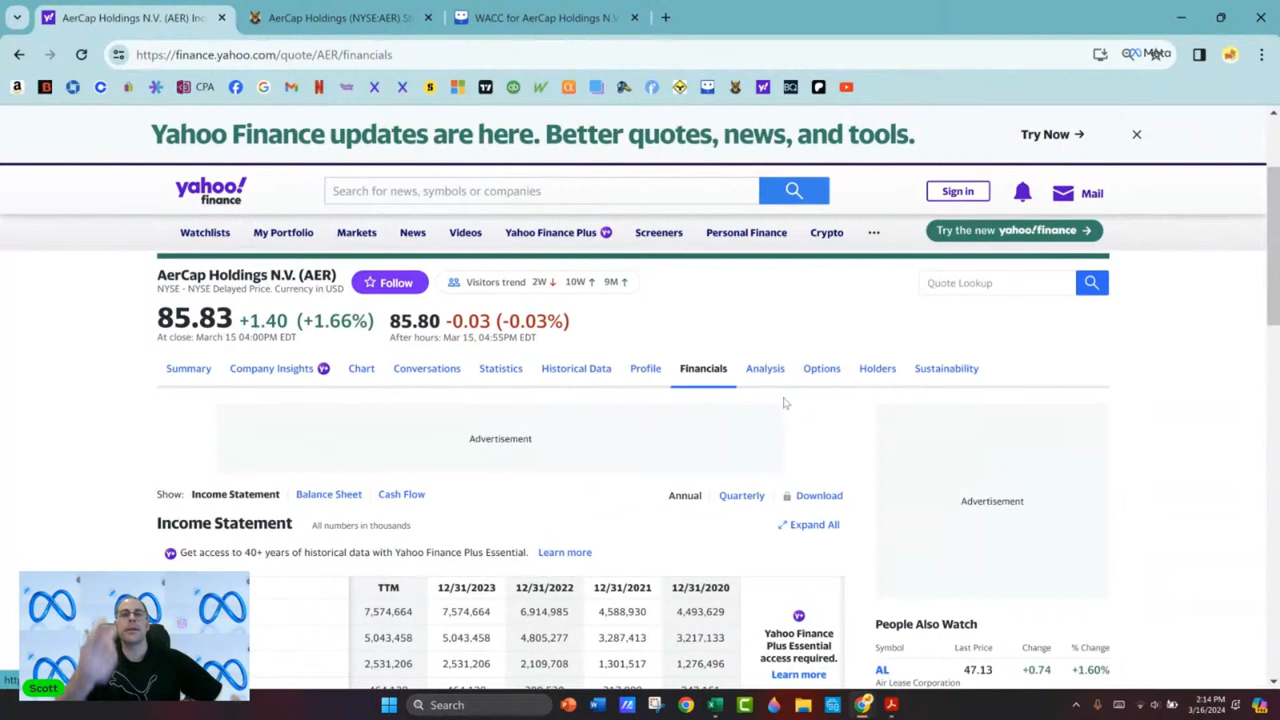 AerCap Holdings N.V. (AER) Inc
AerCap Holdings (NYSE:AER) St
WACC for AerCap Holdings N.V
https://finance.yahoo.com/quote/AER/financials
Meta
CPA
Yahoo Finance updates are here. Better quotes, news, and tools.
Try Now →
yahoo!
finance
Search for news, symbols or companies
Sign in
Mail
Watchlists
My Portfolio
Markets
News
Videos
Yahoo Finance Plus
Screeners
Personal Finance
Crypto
...
Try the new yahoo!finance →
AerCap Holdings N.V. (AER)
NYSE - NYSE Delayed Price. Currency in USD
Follow
Visitors trend 2W ↓ 10W ↑ 9M ↑
Quote Lookup
85.83 +1.40 (+1.66%)
At close: March 15 04:00PM EDT
85.80 -0.03 (-0.03%)
After hours: Mar 15, 04:55PM EDT
Summary
Company Insights
Chart
Conversations
Statistics
Historical Data
Profile
Financials
Analysis
Options
Holders
Sustainability
Advertisement
Advertisement
Show: Income Statement
Balance Sheet
Cash Flow
Annual
Quarterly
Download
Income Statement All numbers in thousands
Expand All
Get access to 40+ years of historical data with Yahoo Finance Plus Essential. Learn more
TTM 12/31/2023 12/31/2022 12/31/2021 12/31/2020
7,574,664 7,574,664 6,914,985 4,588,930 4,493,629
5,043,458 5,043,458 4,805,277 3,287,413 3,217,133
2,531,206 2,531,206 2,109,708 1,301,517 1,276,496
Yahoo Finance
Plus Essential
access required.
Learn more
People Also Watch
Symbol Last Price Change % Change
AL 47.13 +0.74 +1.60%
Air Lease Corporation
Scott
Search
2:14 PM
3/16/2024